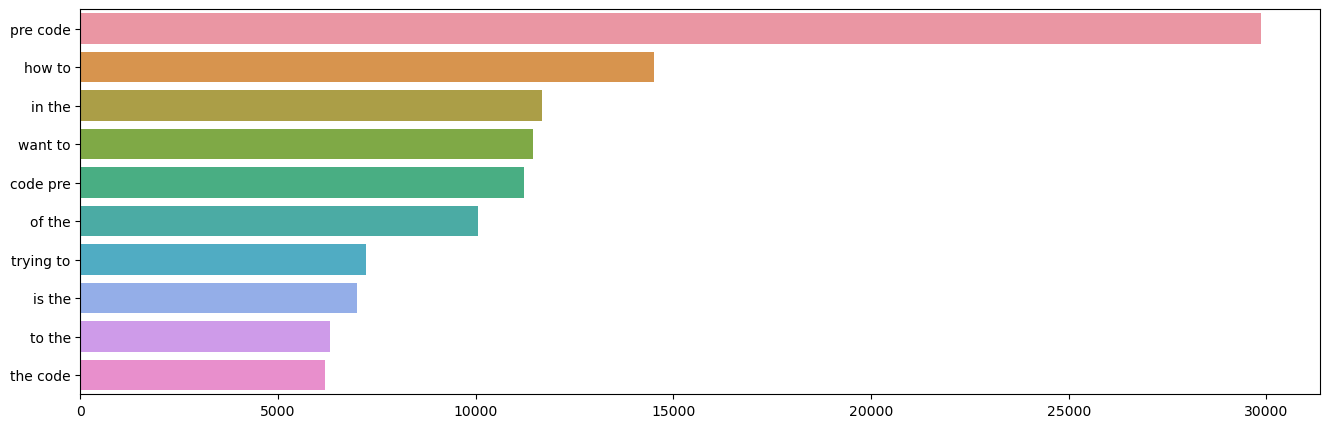 pre code
how to
in the
want to
code pre
of the
trying to
is the
to the
the code
0 5000 10000 15000 20000 25000 30000